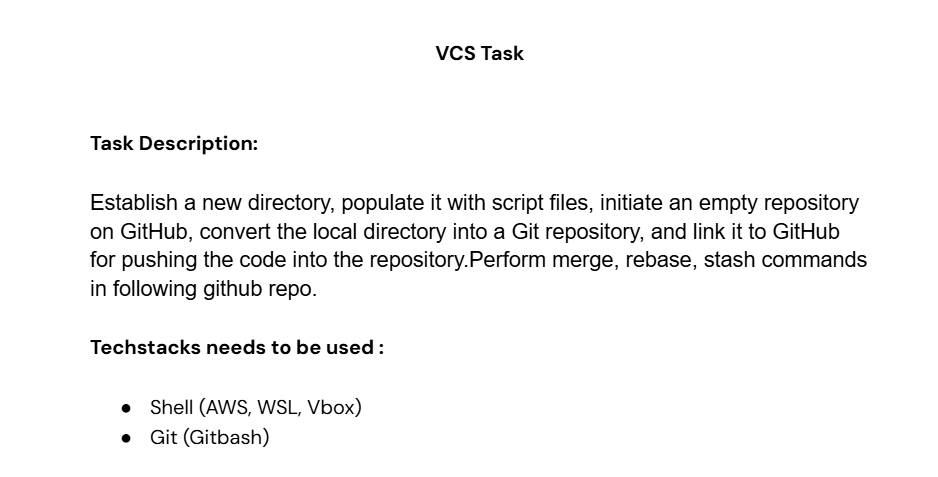 VCS Task
Task Description:
Establish a new directory, populate it with script files, initiate an empty repository
on GitHub, convert the local directory into a Git repository, and link it to GitHub
for pushing the code into the repository.Perform merge, rebase, stash commands
in following github repo.
Techstacks needs to be used :
● Shell (AWS, WSL, Vbox)
● Git (Gitbash)